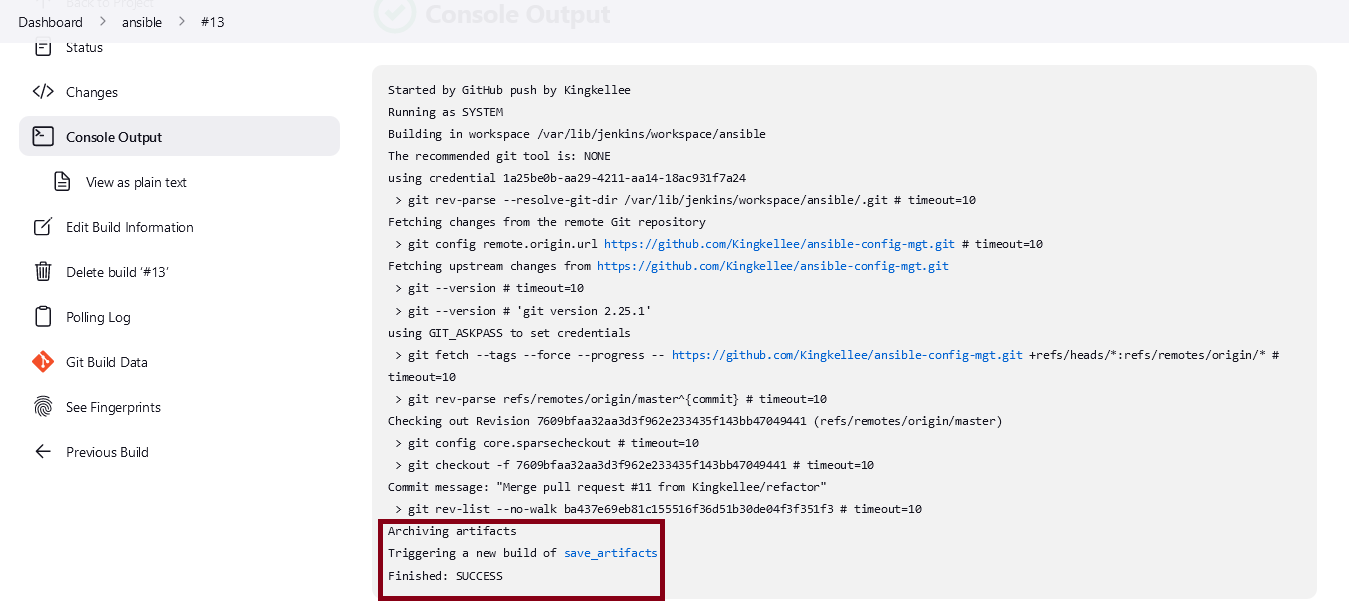 Back to Project
Console Output
Dashboard > ansible > #13
Status
Changes
Console Output
View as plain text
Edit Build Information
Delete build ‘#13’
Polling Log
Git Build Data
See Fingerprints
Previous Build
Started by GitHub push by Kingkellee
Running as SYSTEM
Building in workspace /var/lib/jenkins/workspace/ansible
The recommended git tool is: NONE
using credential 1a25be0b-aa29-4211-aa14-18ac931f7a24
> git rev-parse --resolve-git-dir /var/lib/jenkins/workspace/ansible/.git # timeout=10
Fetching changes from the remote Git repository
> git config remote.origin.url https://github.com/Kingkellee/ansible-config-mgt.git # timeout=10
Fetching upstream changes from https://github.com/Kingkellee/ansible-config-mgt.git
> git --version # timeout=10
> git --version # 'git version 2.25.1'
using GIT_ASKPASS to set credentials
> git fetch --tags --force --progress -- https://github.com/Kingkellee/ansible-config-mgt.git +refs/heads/*:refs/remotes/origin/* #
timeout=10
> git rev-parse refs/remotes/origin/master^{commit} # timeout=10
Checking out Revision 7609bfaa32aa3d3f962e233435f143bb47049441 (refs/remotes/origin/master)
> git config core.sparsecheckout # timeout=10
> git checkout -f 7609bfaa32aa3d3f962e233435f143bb47049441 # timeout=10
Commit message: "Merge pull request #11 from Kingkellee/refactor"
> git rev-list --no-walk ba437e69eb81c155516f36d51b30de04f3f351f3 # timeout=10
Archiving artifacts
Triggering a new build of save_artifacts
Finished: SUCCESS